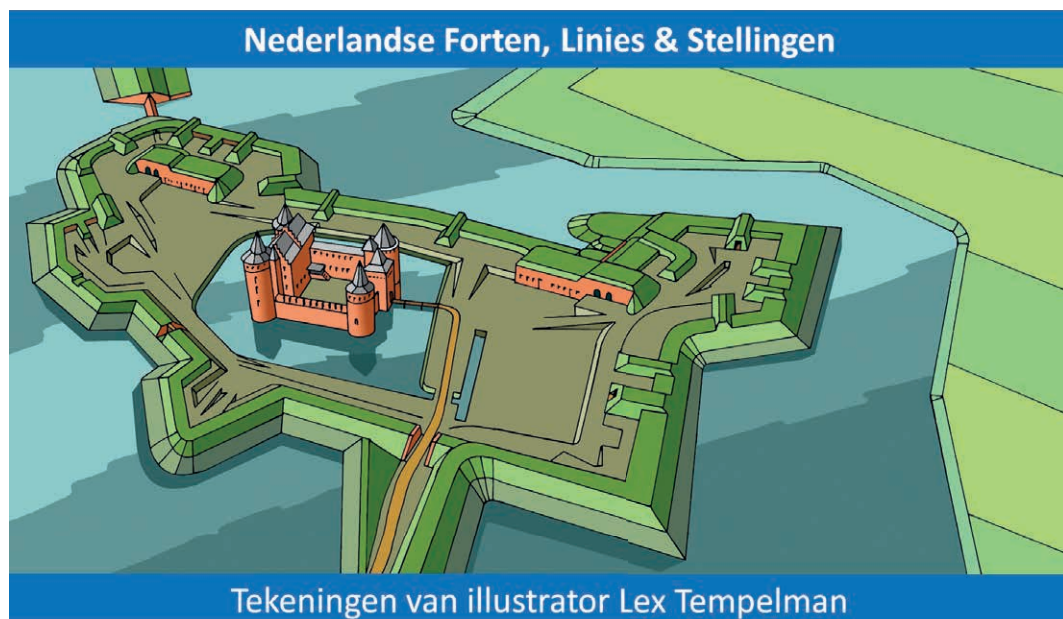 Nederlandse Forten, Linies & Stellingen
Tekeningen van illustrator Lex Tempelman